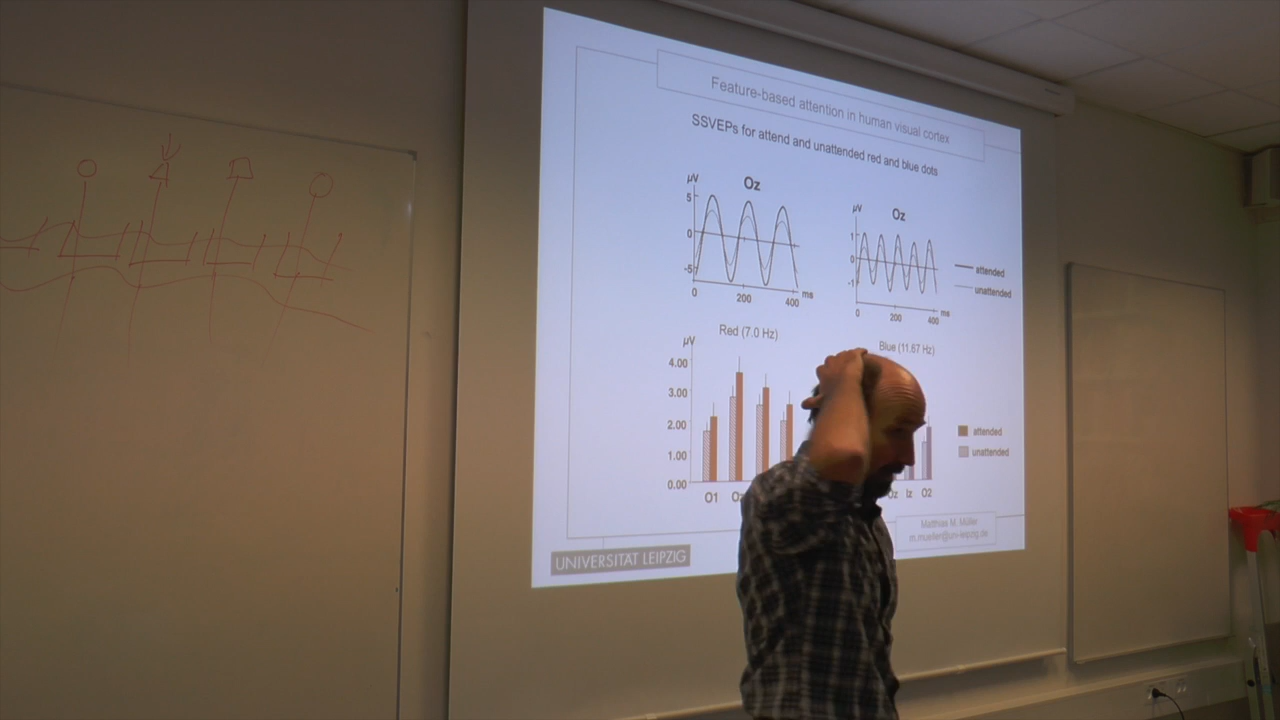 Feature-based attention in human visual cortex
SSVEPs for attend and unattended red and blue dots
µV
Oz
5
0
-5
0
200
400
ms
Red (7.0 Hz)
µV
Oz
1
0
-1
0
200
400
ms
Blue (11.67 Hz)
attended
unattended
µV
4.00
3.00
2.00
1.00
0.00
O1
Iz
O2
attended
unattended
Matthias M. Müller
m.mueller@uni-leipzig.de
UNIVERSITÄT LEIPZIG